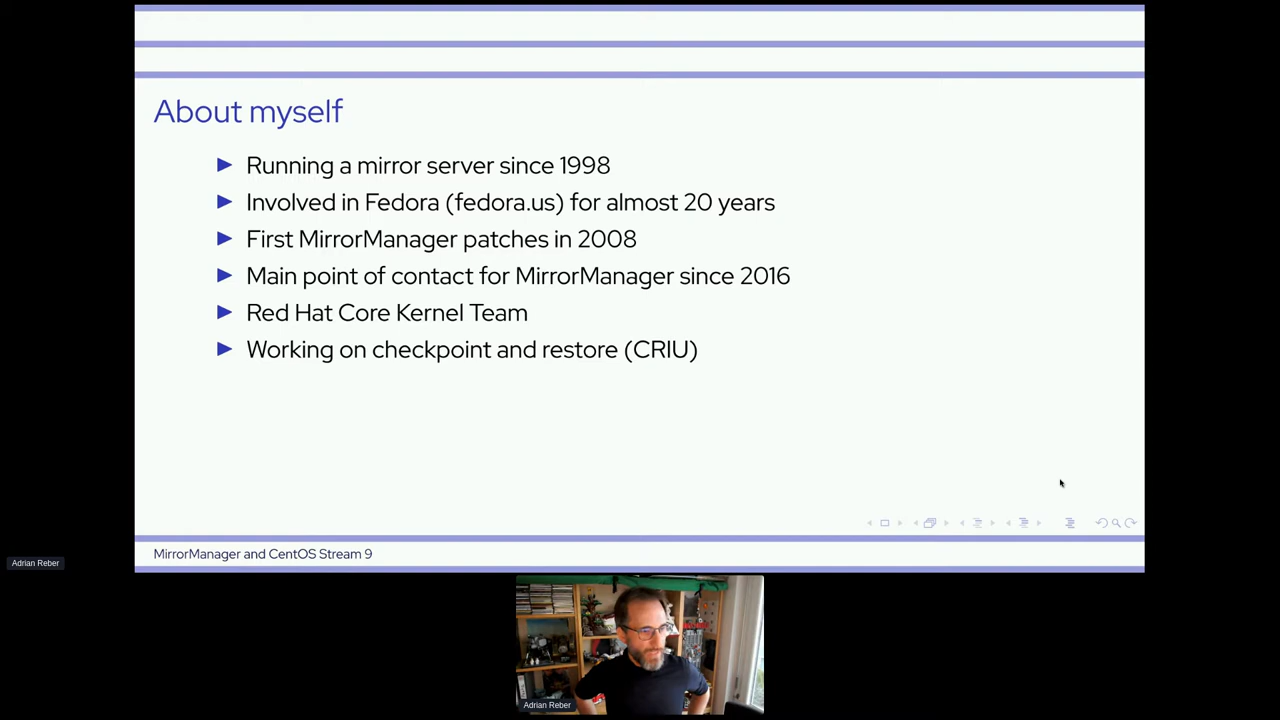 About myself
Running a mirror server since 1998
Involved in Fedora (fedora.us) for almost 20 years
First MirrorManager patches in 2008
Main point of contact for MirrorManager since 2016
Red Hat Core Kernel Team
Working on checkpoint and restore (CRIU)
MirrorManager and CentOS Stream 9
Adrian Reber
Adrian Reber